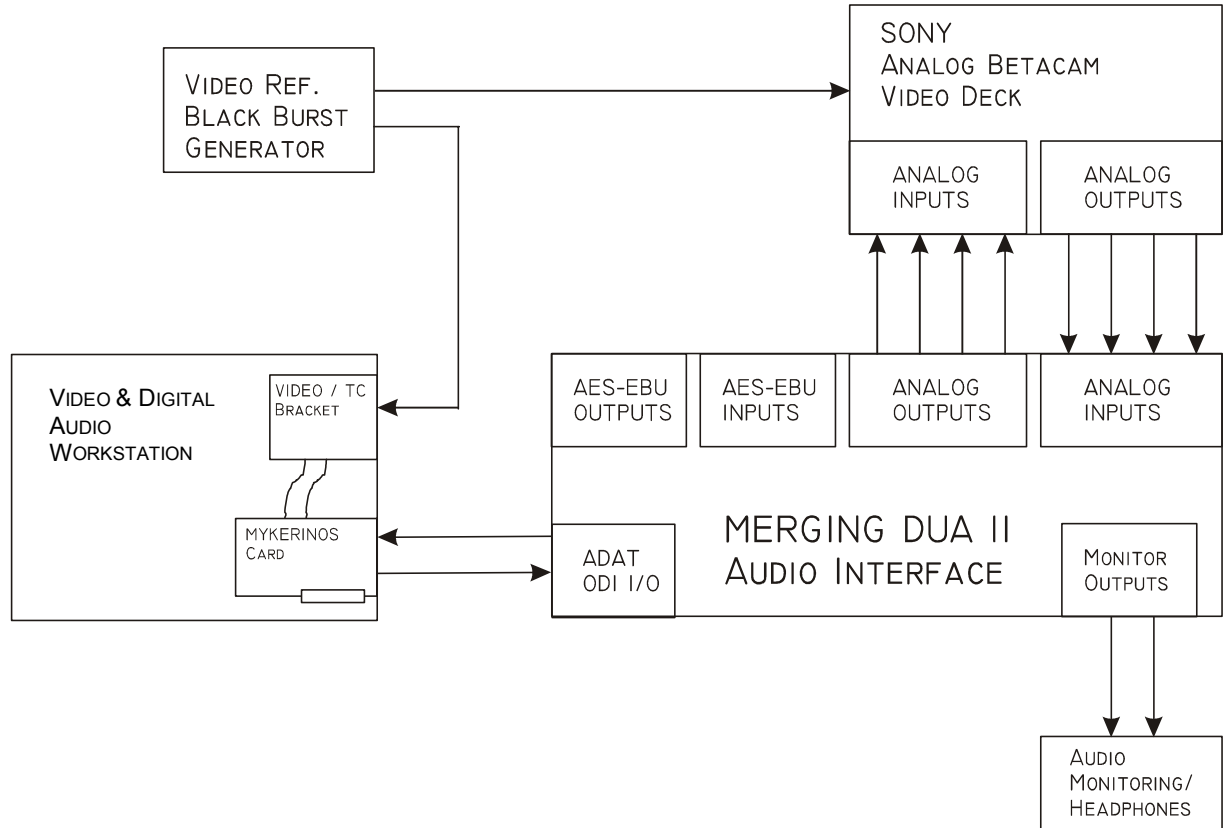 SONY
ANALOG BETACAM
VIDEO DECK
VIDEO REF.
BLACK BURST
GENERATOR
ANALOG
INPUTS
ANALOG
OUTPUTS
VIDEO & DIGITAL
AUDIO
WORKSTATION
VIDEO / TC
BRACKET
MYKERINOS
CARD
AES-EBU
OUTPUTS
AES-EBU
INPUTS
ANALOG
OUTPUTS
ANALOG
INPUTS
MERGING DUA II
AUDIO INTERFACE
ADAT
ODI I/O
MONITOR
OUTPUTS
AUDIO
MONITORING/
HEADPHONES